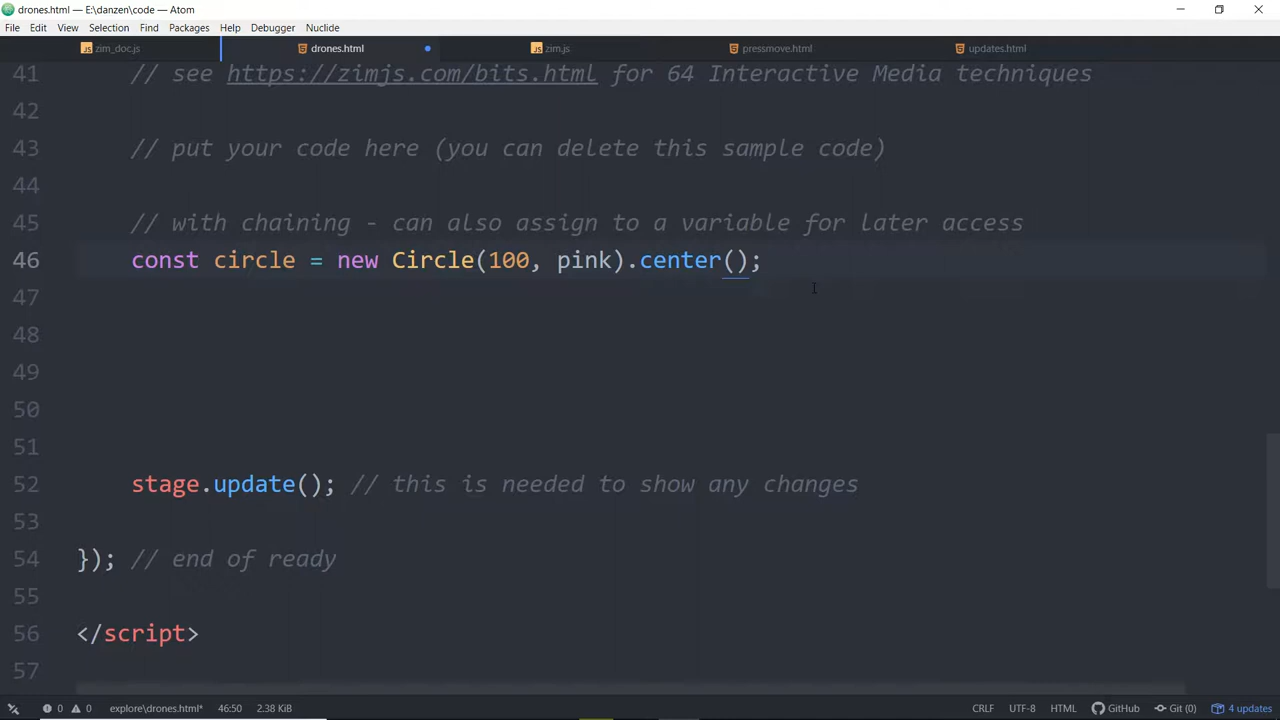 drones.html — E:\danzen\code — Atom
File Edit View Selection Find Packages Help Debugger Nuclide
zim_doc.js drones.html zim.js pressmove.html updates.html
41 // see https://zimjs.com/bits.html for 64 Interactive Media techniques
42
43 // put your code here (you can delete this sample code)
44
45 // with chaining - can also assign to a variable for later access
46 const circle = new Circle(100, pink).center();
47
48
49
50
51
52 stage.update(); // this is needed to show any changes
53
54 }); // end of ready
55
56 </script>
57
0 0 explore\drones.html* 46:50 2.38 KiB CRLF UTF-8 HTML GitHub Git (0) 4 updates